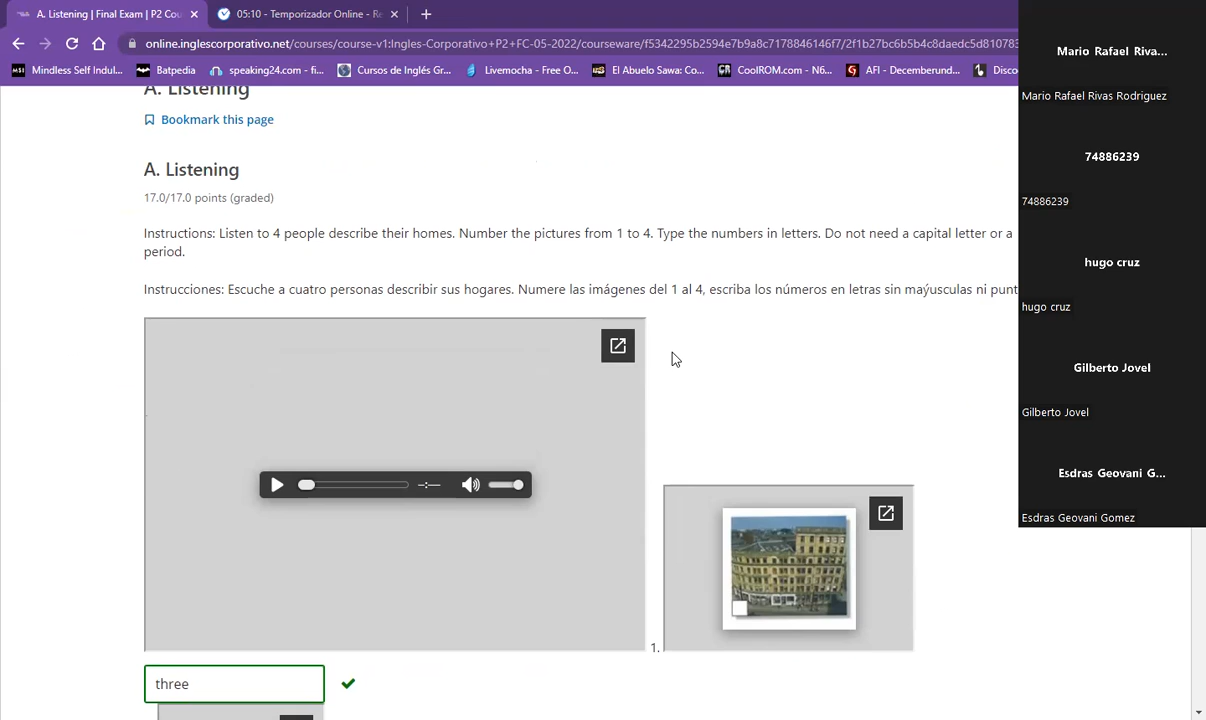 A. Listening | Final Exam | P2 Cou
05:10 - Temporizador Online - Re
online.inglescorporativo.net/courses/course-v1:Ingles-Corporativo+P2+FC-05-2022/courseware/f5342295b2594e7b9a8c7178846146f7/2f1b27bc6b5b4c8daedc5d810783
MSI Mindless Self Indul...
Batpedia
speaking24.com - fi...
Cursos de Inglés Gr...
Livemocha - Free O...
El Abuelo Sawa: Co...
CoolROM.com - N6...
AFI - Decemberund...
Disco
A. Listening
Bookmark this page
A. Listening
17.0/17.0 points (graded)
Instructions: Listen to 4 people describe their homes. Number the pictures from 1 to 4. Type the numbers in letters. Do not need a capital letter or a
period.
Instrucciones: Escuche a cuatro personas describir sus hogares. Numere las imágenes del 1 al 4, escriba los números en letras sin maýusculas ni punt
-:--
1.
three
Mario Rafael Riva...
Mario Rafael Rivas Rodriguez
74886239
74886239
hugo cruz
hugo cruz
Gilberto Jovel
Gilberto Jovel
Esdras Geovani G...
Esdras Geovani Gomez